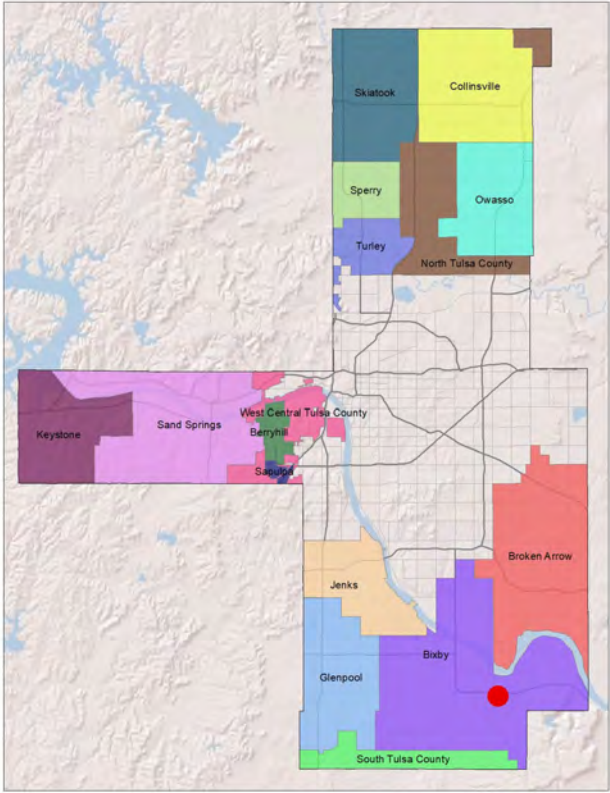 Skiatook
Collinsville
Sperry
Owasso
Turley
North Tulsa County
West Central Tulsa County
Sand Springs
Berryhill
Keystone
Sapulpa
Broken Arrow
Jenks
Bixby
Glenpool
South Tulsa County